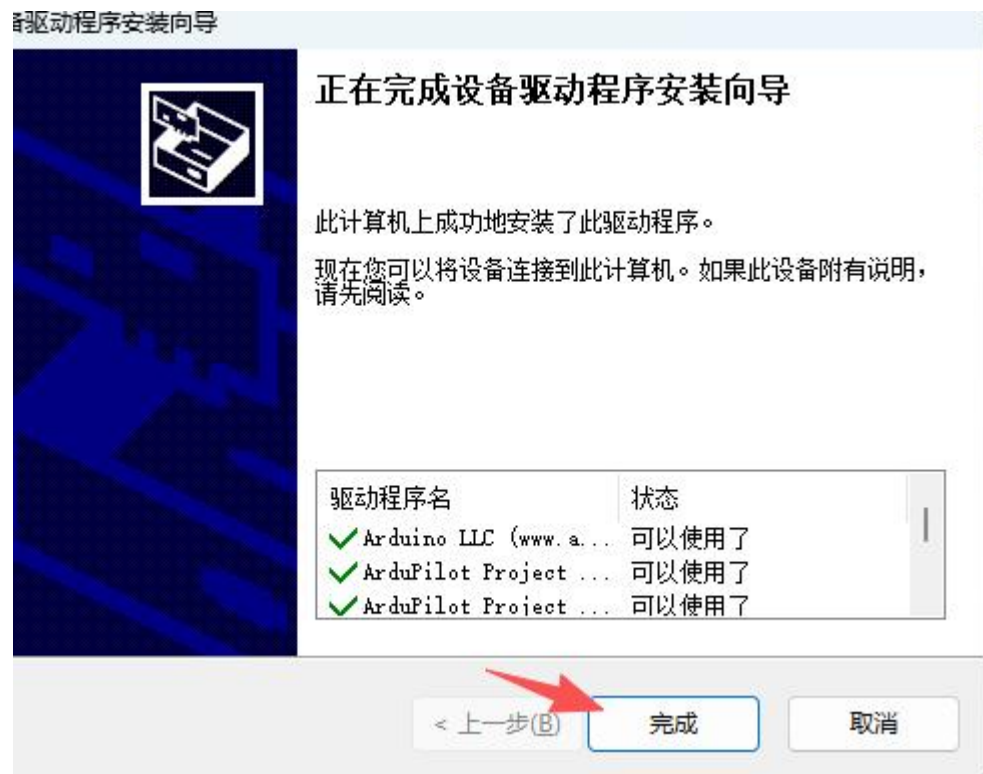 驱动程序安装向导
正在完成设备驱动程序安装向导
此计算机上成功地安装了此驱动程序。
现在您可以将设备连接到此计算机。如果此设备附有说明，
请先阅读。
驱动程序名 状态
Arduino LLC (www.a... 可以使用了
ArduPilot Project ... 可以使用了
ArduPilot Project ... 可以使用了
< 上一步(B) 完成 取消